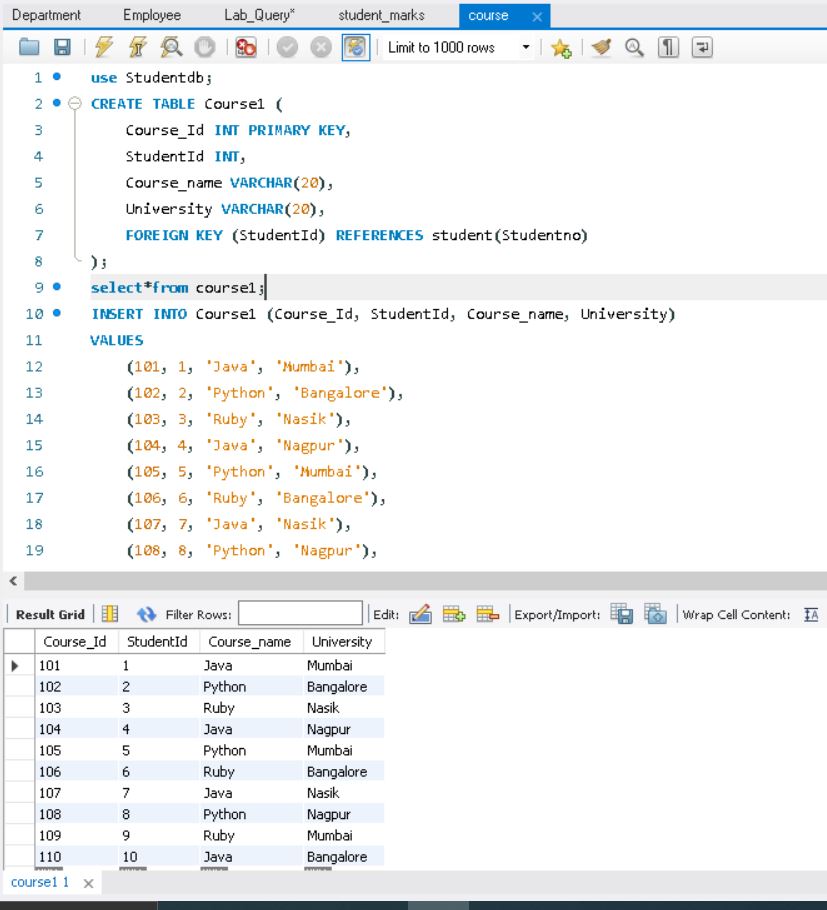 Department Employee Lab_Query* student_marks course
Limit to 1000 rows
1 use Studentdb;
2 CREATE TABLE Course1 (
3 Course_Id INT PRIMARY KEY,
4 StudentId INT,
5 Course_name VARCHAR(20),
6 University VARCHAR(20),
7 FOREIGN KEY (StudentId) REFERENCES student(Studentno)
8 );
9 select*from course1;
10 INSERT INTO Course1 (Course_Id, StudentId, Course_name, University)
11 VALUES
12 (101, 1, 'Java', 'Mumbai'),
13 (102, 2, 'Python', 'Bangalore'),
14 (103, 3, 'Ruby', 'Nasik'),
15 (104, 4, 'Java', 'Nagpur'),
16 (105, 5, 'Python', 'Mumbai'),
17 (106, 6, 'Ruby', 'Bangalore'),
18 (107, 7, 'Java', 'Nasik'),
19 (108, 8, 'Python', 'Nagpur'),
Result Grid Filter Rows: Edit: Export/Import: Wrap Cell Content: IA
Course_Id StudentId Course_name University
101 1 Java Mumbai
102 2 Python Bangalore
103 3 Ruby Nasik
104 4 Java Nagpur
105 5 Python Mumbai
106 6 Ruby Bangalore
107 7 Java Nasik
108 8 Python Nagpur
109 9 Ruby Mumbai
110 10 Java Bangalore
course1 1